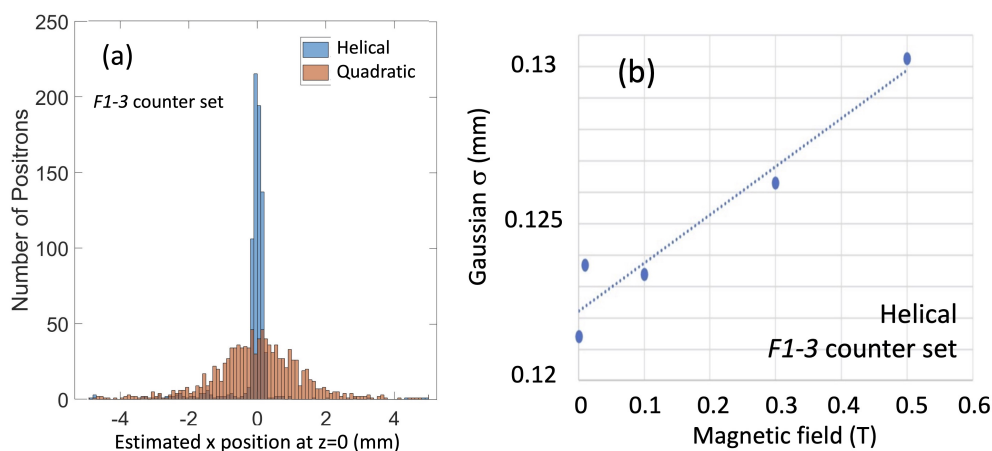 (a)
Helical
Quadratic
F1-3 counter set
Number of Positrons
250
200
150
100
50
0
-4
-2
0
2
4
Estimated x position at z=0 (mm)
(b)
Gaussian σ (mm)
0.13
0.125
0.12
Helical
F1-3 counter set
0
0.1
0.2
0.3
0.4
0.5
0.6
Magnetic field (T)